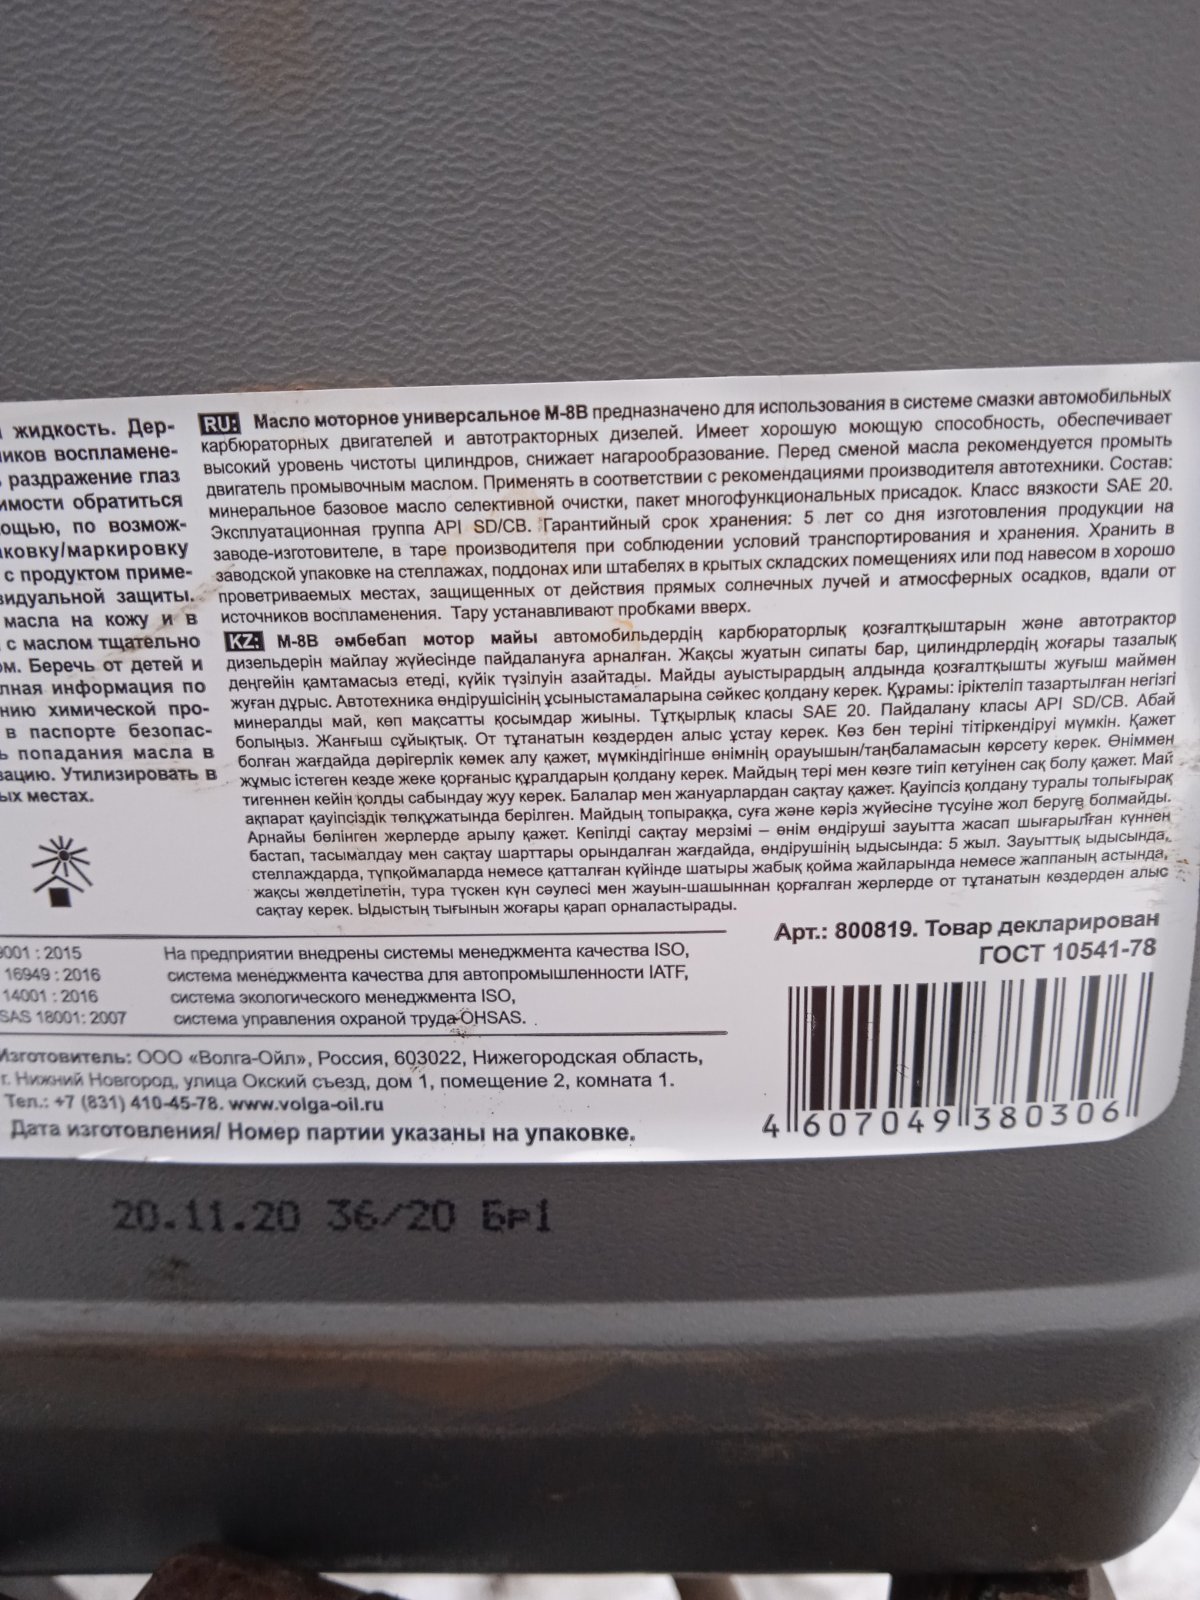 жидкость. Дер-
ников воспламене-
раздражение глаз
имости обратиться
ощью, по возмож-
аковку/маркировку
с продуктом приме-
видуальной защиты.
масла на кожу и в
с маслом тщательно
ом. Беречь от детей и
лная информация по
нию химической про-
в паспорте безопас-
ь попадания масла в
зацию. Утилизировать в
ых местах.
RU: Масло моторное универсальное М-8В предназначено для использования в системе смазки автомобильных
карбюраторных двигателей и автотракторных дизелей. Имеет хорошую моющую способность, обеспечивает
высокий уровень чистоты цилиндров, снижает нагарообразование. Перед сменой масла рекомендуется промыть
двигатель промывочным маслом. Применять в соответствии с рекомендациями производителя автотехники. Состав:
минеральное базовое масло селективной очистки, пакет многофункциональных присадок. Класс вязкости SAE 20.
Эксплуатационная группа API SD/CB. Гарантийный срок хранения: 5 лет со дня изготовления продукции на
заводе-изготовителе, в таре производителя при соблюдении условий транспортирования и хранения. Хранить в
заводской упаковке на стеллажах, поддонах или штабелях в крытых складских помещениях или под навесом в хорошо
проветриваемых местах, защищенных от действия прямых солнечных лучей и атмосферных осадков, вдали от
источников воспламенения. Тару устанавливают пробками вверх.
KZ: М-8В әмбебап мотор майы автомобильдердің карбюраторлық қозғалтқыштарын және автотрактор
дизельдерін майлау жүйесінде пайдалануға арналған. Жақсы жуатын сипаты бар, цилиндрлердің жоғары тазалық
деңгейін қамтамасыз етеді, күйік түзілуін азайтады. Майды ауыстырардың алдында қозғалтқышты жуғыш маймен
жуған дұрыс. Автотехника өндірушісінің ұсыныстамаларына сәйкес қолдану керек. Құрамы: іріктеліп тазартылған негізгі
минералды май, көп мақсатты қосымдар жиыны. Тұтқырлық класы SAE 20. Пайдалану класы API SD/CB. Абай
болыңыз. Жанғыш сұйықтық. От тұтанатын көздерден алыс ұстау керек. Көз бен теріні тітіркендіруі мүмкін. Қажет
болған жағдайда дәрігерлік көмек алу қажет, мүмкіндігінше өнімнің орауышын/таңбаламасын көрсету керек. Өніммен
жұмыс істеген кезде жеке қорғаныс құралдарын қолдану керек. Майдың тері мен көзге тиіп кетуінен сақ болу қажет. Май
тигеннен кейін қолды сабындау жуу керек. Балалар мен жануарлардан сақтау қажет. Қауіпсіз қолдану туралы толығырақ
ақпарат қауіпсіздік төлқұжатында берілген. Майдың топыраққа, суға және кәріз жүйесіне түсуіне жол беруге болмайды.
Арнайы бөлінген жерлерде арылу қажет. Кепілді сақтау мерзімі – өнім өндіруші зауытта жасап шығарылған күннен
бастап, тасымалдау мен сақтау шарттары орындалған жағдайда, өндірушінің ыдысында: 5 жыл. Зауыттық ыдысында,
стеллаждарда, түпқоймаларда немесе қатталған күйінде шатыры жабық қойма жайларында немесе жаппаның астында,
жақсы желдетілетін, тура түскен күн сәулесі мен жауын-шашыннан қорғалған жерлерде от тұтанатын көздерден алыс
сақтау керек. Ыдыстың тығынын жоғары қарап орналастырады.
Арт.: 800819. Товар декларирован
ГОСТ 10541-78
9001 : 2015 На предприятии внедрены системы менеджмента качества ISO,
16949 : 2016 система менеджмента качества для автопромышленности IATF,
14001 : 2016 система экологического менеджмента ISO,
SAS 18001: 2007 система управления охраной труда OHSAS.
Изготовитель: ООО «Волга-Ойл», Россия, 603022, Нижегородская область,
г. Нижний Новгород, улица Окский съезд, дом 1, помещение 2, комната 1.
Тел.: +7 (831) 410-45-78. www.volga-oil.ru
Дата изготовления/ Номер партии указаны на упаковке.
4 607049 380306
20.11.20 36/20 Бр1